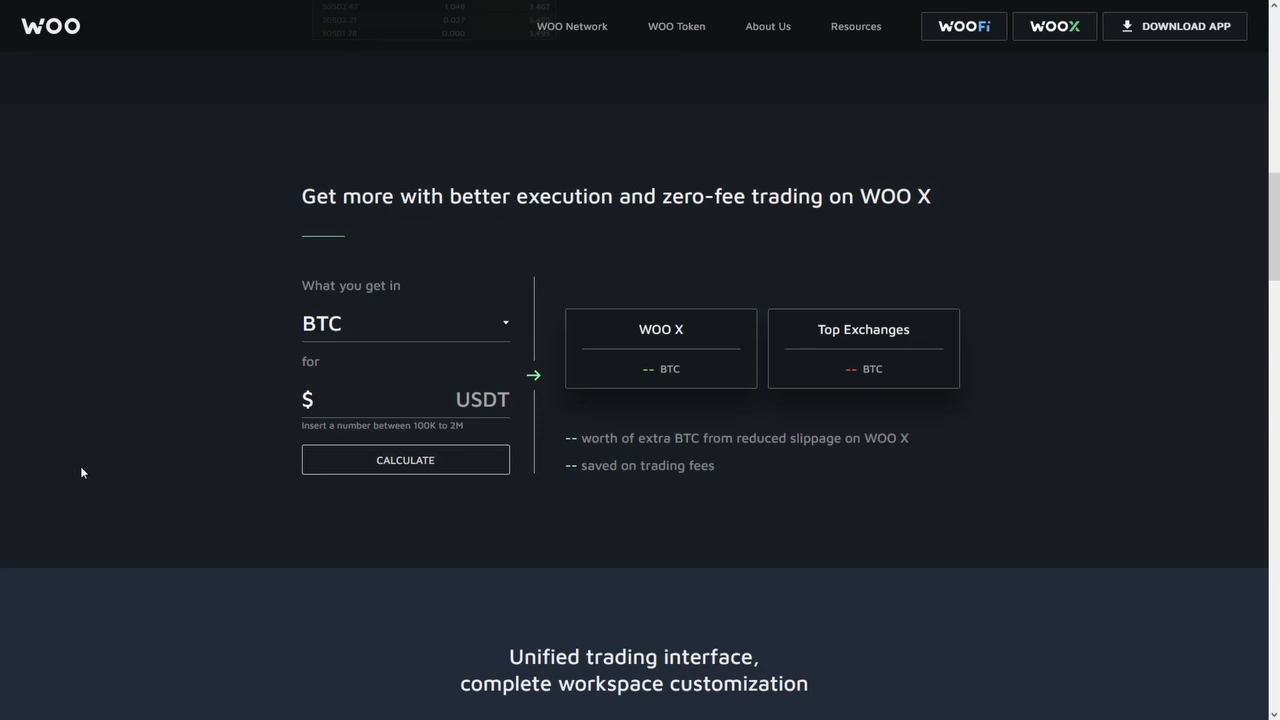 WOO
WOO Network
WOO Token
About Us
Resources
WOOFi
WOOX
DOWNLOAD APP
Get more with better execution and zero-fee trading on WOO X
What you get in
BTC
for
$ USDT
Insert a number between 100K to 2M
CALCULATE
WOO X
-- BTC
Top Exchanges
-- BTC
-- worth of extra BTC from reduced slippage on WOO X
-- saved on trading fees
Unified trading interface,
complete workspace customization